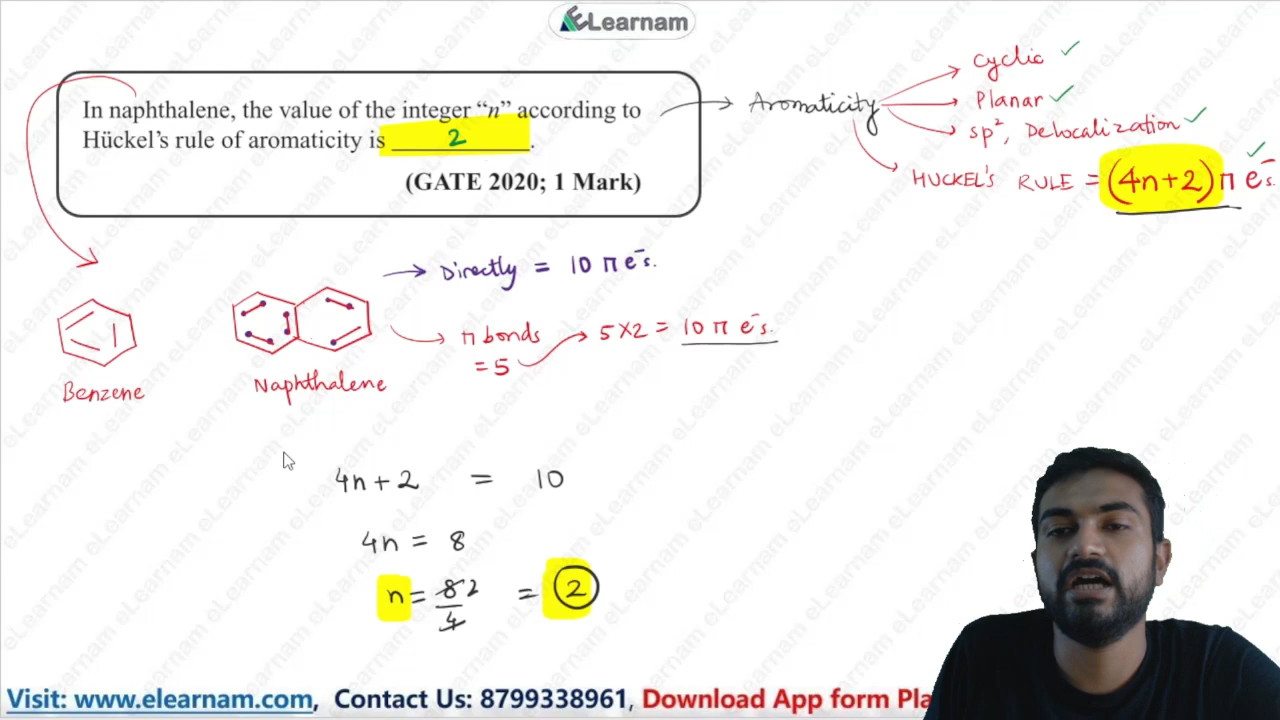 ELearnam
In naphthalene, the value of the integer “n” according to
Hückel’s rule of aromaticity is ___2___.
(GATE 2020; 1 Mark)
Aromaticity
Cyclic ✓
Planar ✓
sp², Delocalization ✓
HUCKEL'S RULE = (4n+2) π e⁻s. ✓
→ Directly = 10 π e⁻s.
π bonds
= 5
5 X 2 = 10 π e⁻s.
Benzene
Naphthalene
4n + 2 = 10
4n = 8
n = 8 2 / 4 = 2
Visit: www.elearnam.com, Contact Us: 8799338961, Download App form Pla